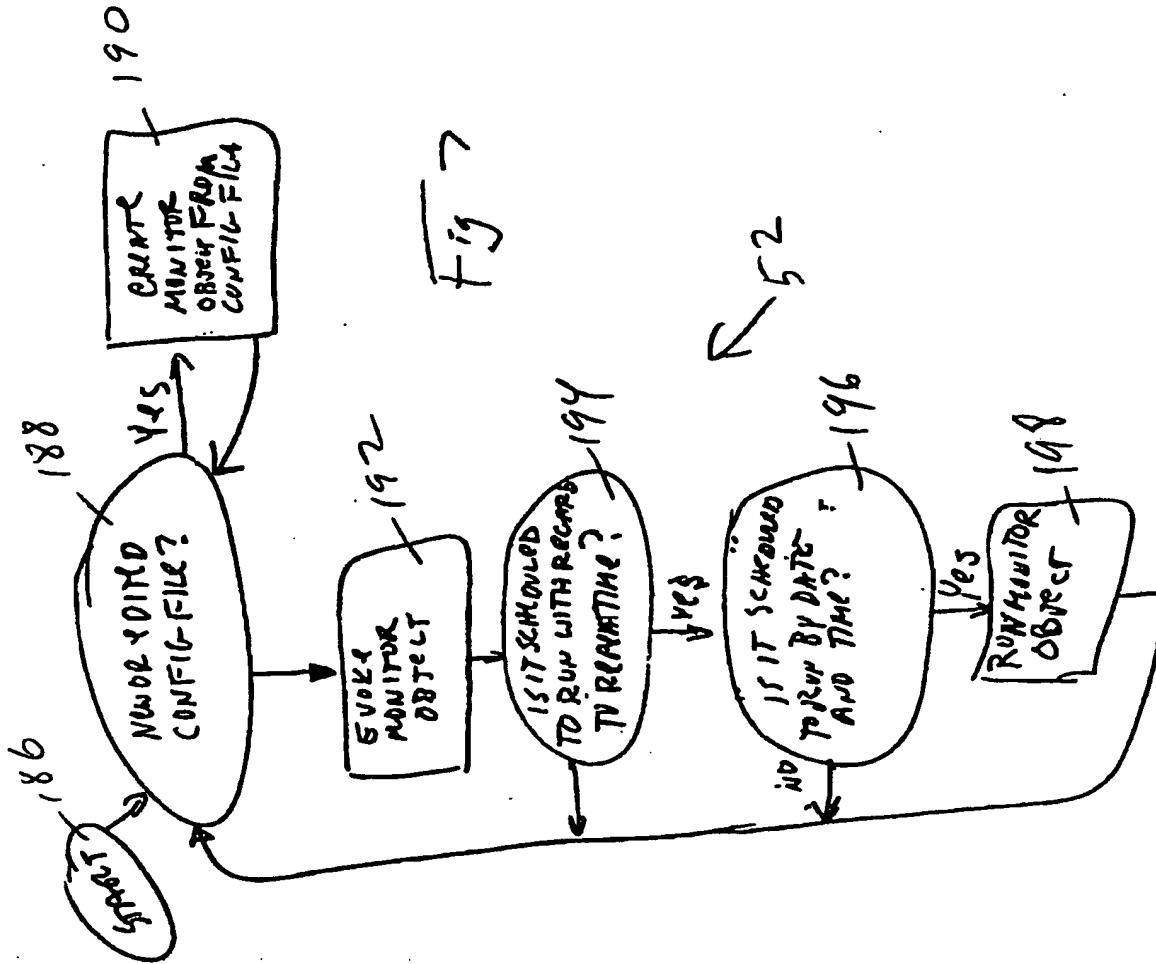 START
186
NEW OR
CONFIG-FILE?
188
Yes
CREATE
MONITOR
OBJECT FROM
CONFIG-FILE
190
EVOKE
MONITOR
OBJECT
192
IS IT SCHEDULED
TO RUN WITH REGARD
TO
194
yes
IS IT SCHEDULED
TO RUN BY DATE
AND TIME?
196
NO
yes
RUN MONITOR
OBJECT
198
Fig 7
52